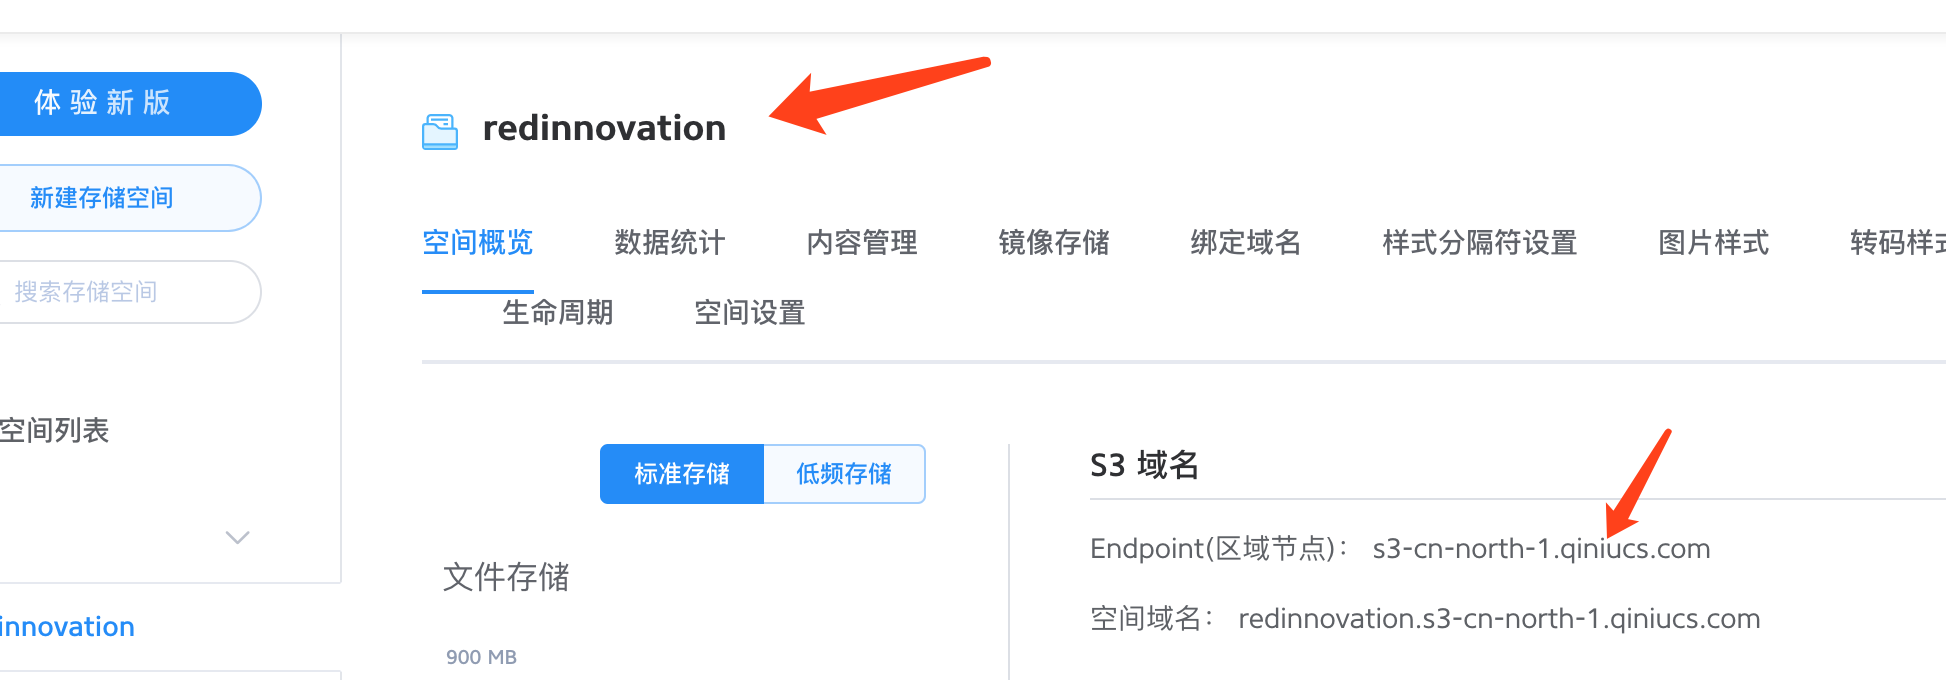 体验新版
新建存储空间
搜索存储空间
空间列表
innovation
redinnovation
空间概览 数据统计 内容管理 镜像存储 绑定域名 样式分隔符设置 图片样式 转码样式
生命周期 空间设置
标准存储 低频存储
文件存储
900 MB
S3 域名
Endpoint(区域节点)： s3-cn-north-1.qiniucs.com
空间域名： redinnovation.s3-cn-north-1.qiniucs.com